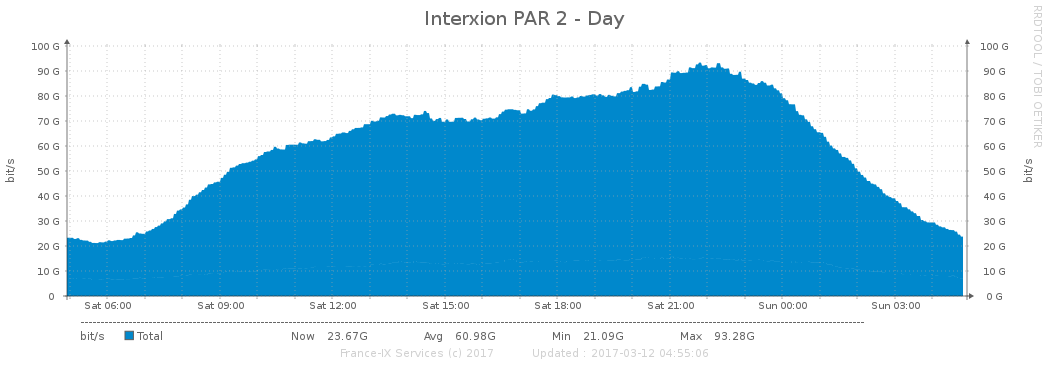 Interxion PAR 2 - Day
RRDTOOL / TOBI OETIKER
100 G 100 G
90 G 90 G
80 G 80 G
70 G 70 G
60 G 60 G
50 G 50 G
40 G 40 G
30 G 30 G
20 G 20 G
10 G 10 G
0 0 G
bit/s bit/s
Sat 06:00 Sat 09:00 Sat 12:00 Sat 15:00 Sat 18:00 Sat 21:00 Sun 00:00 Sun 03:00
bit/s Total Now 23.67G Avg 60.98G Min 21.09G Max 93.28G
France-IX Services (c) 2017 Updated : 2017-03-12 04:55:06